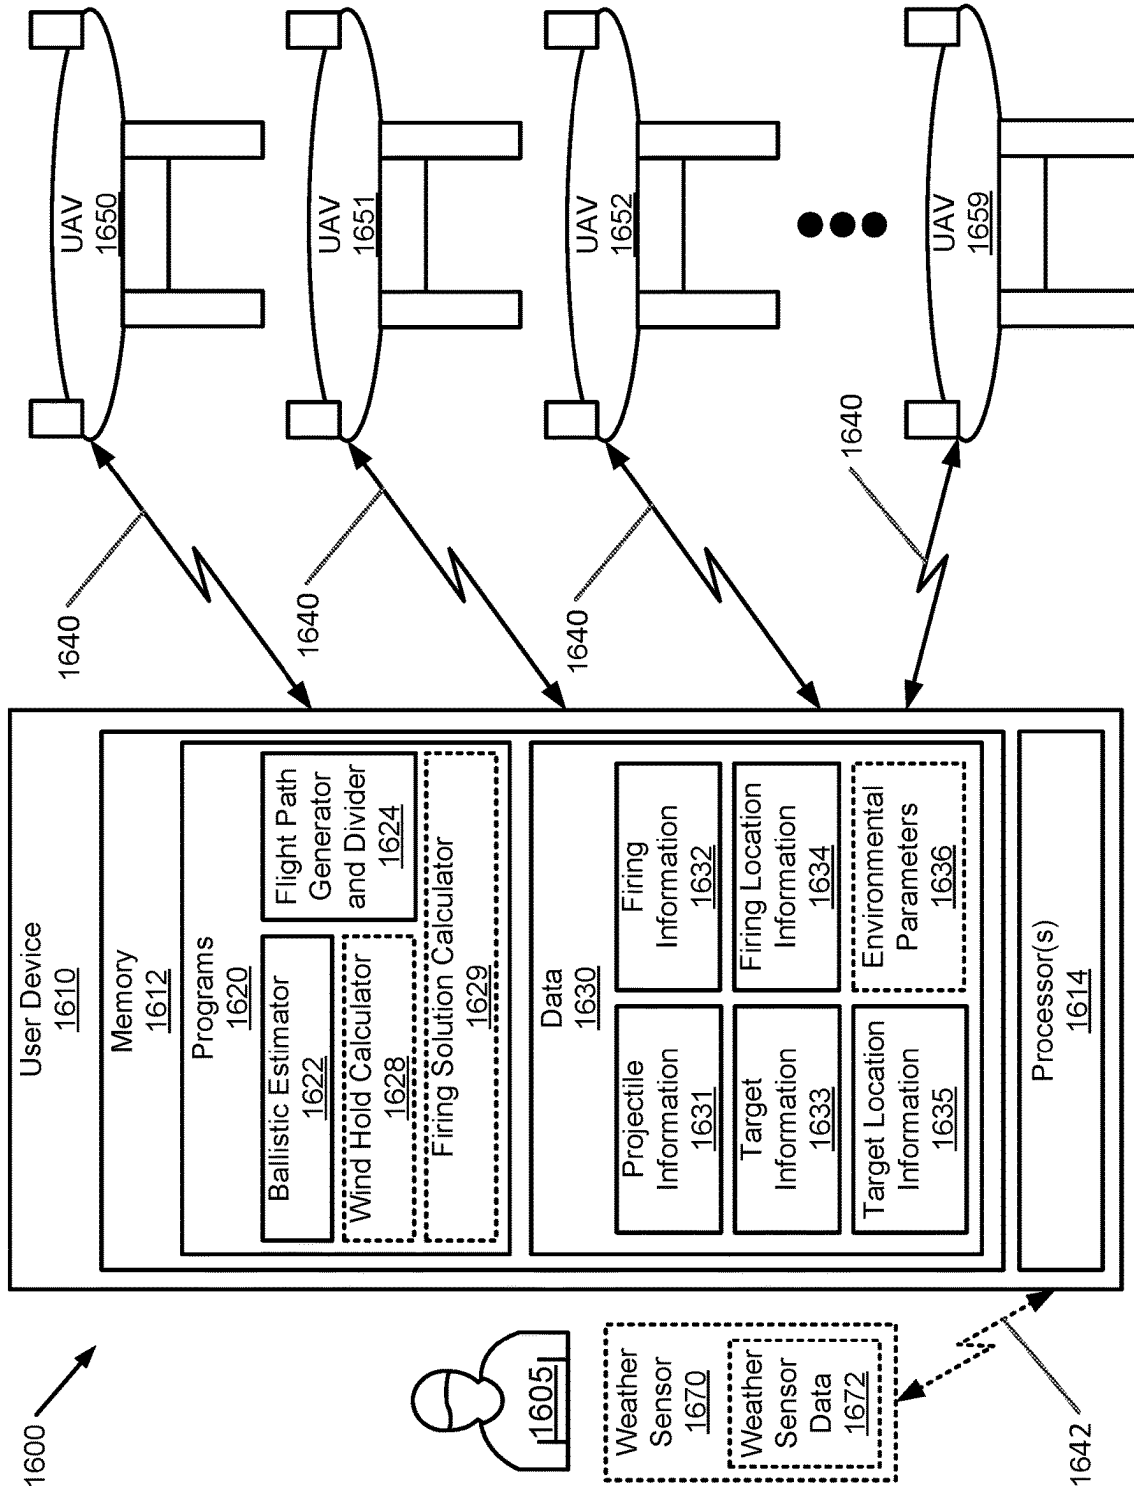 1600
User Device
1610
Memory
1612
Programs
1620
Ballistic Estimator
1622
Flight Path
Generator
and Divider
1624
Wind Hold Calculator
1628
Firing Solution Calculator
1629
Data
1630
Projectile
Information
1631
Firing
Information
1632
Target
Information
1633
Firing Location
Information
1634
Target Location
Information
1635
Environmental
Parameters
1636
Processor(s)
1614
1605
Weather
Sensor
1670
Weather
Sensor
Data
1672
1642
1640
1640
1640
1640
UAV
1650
UAV
1651
UAV
1652
UAV
1659